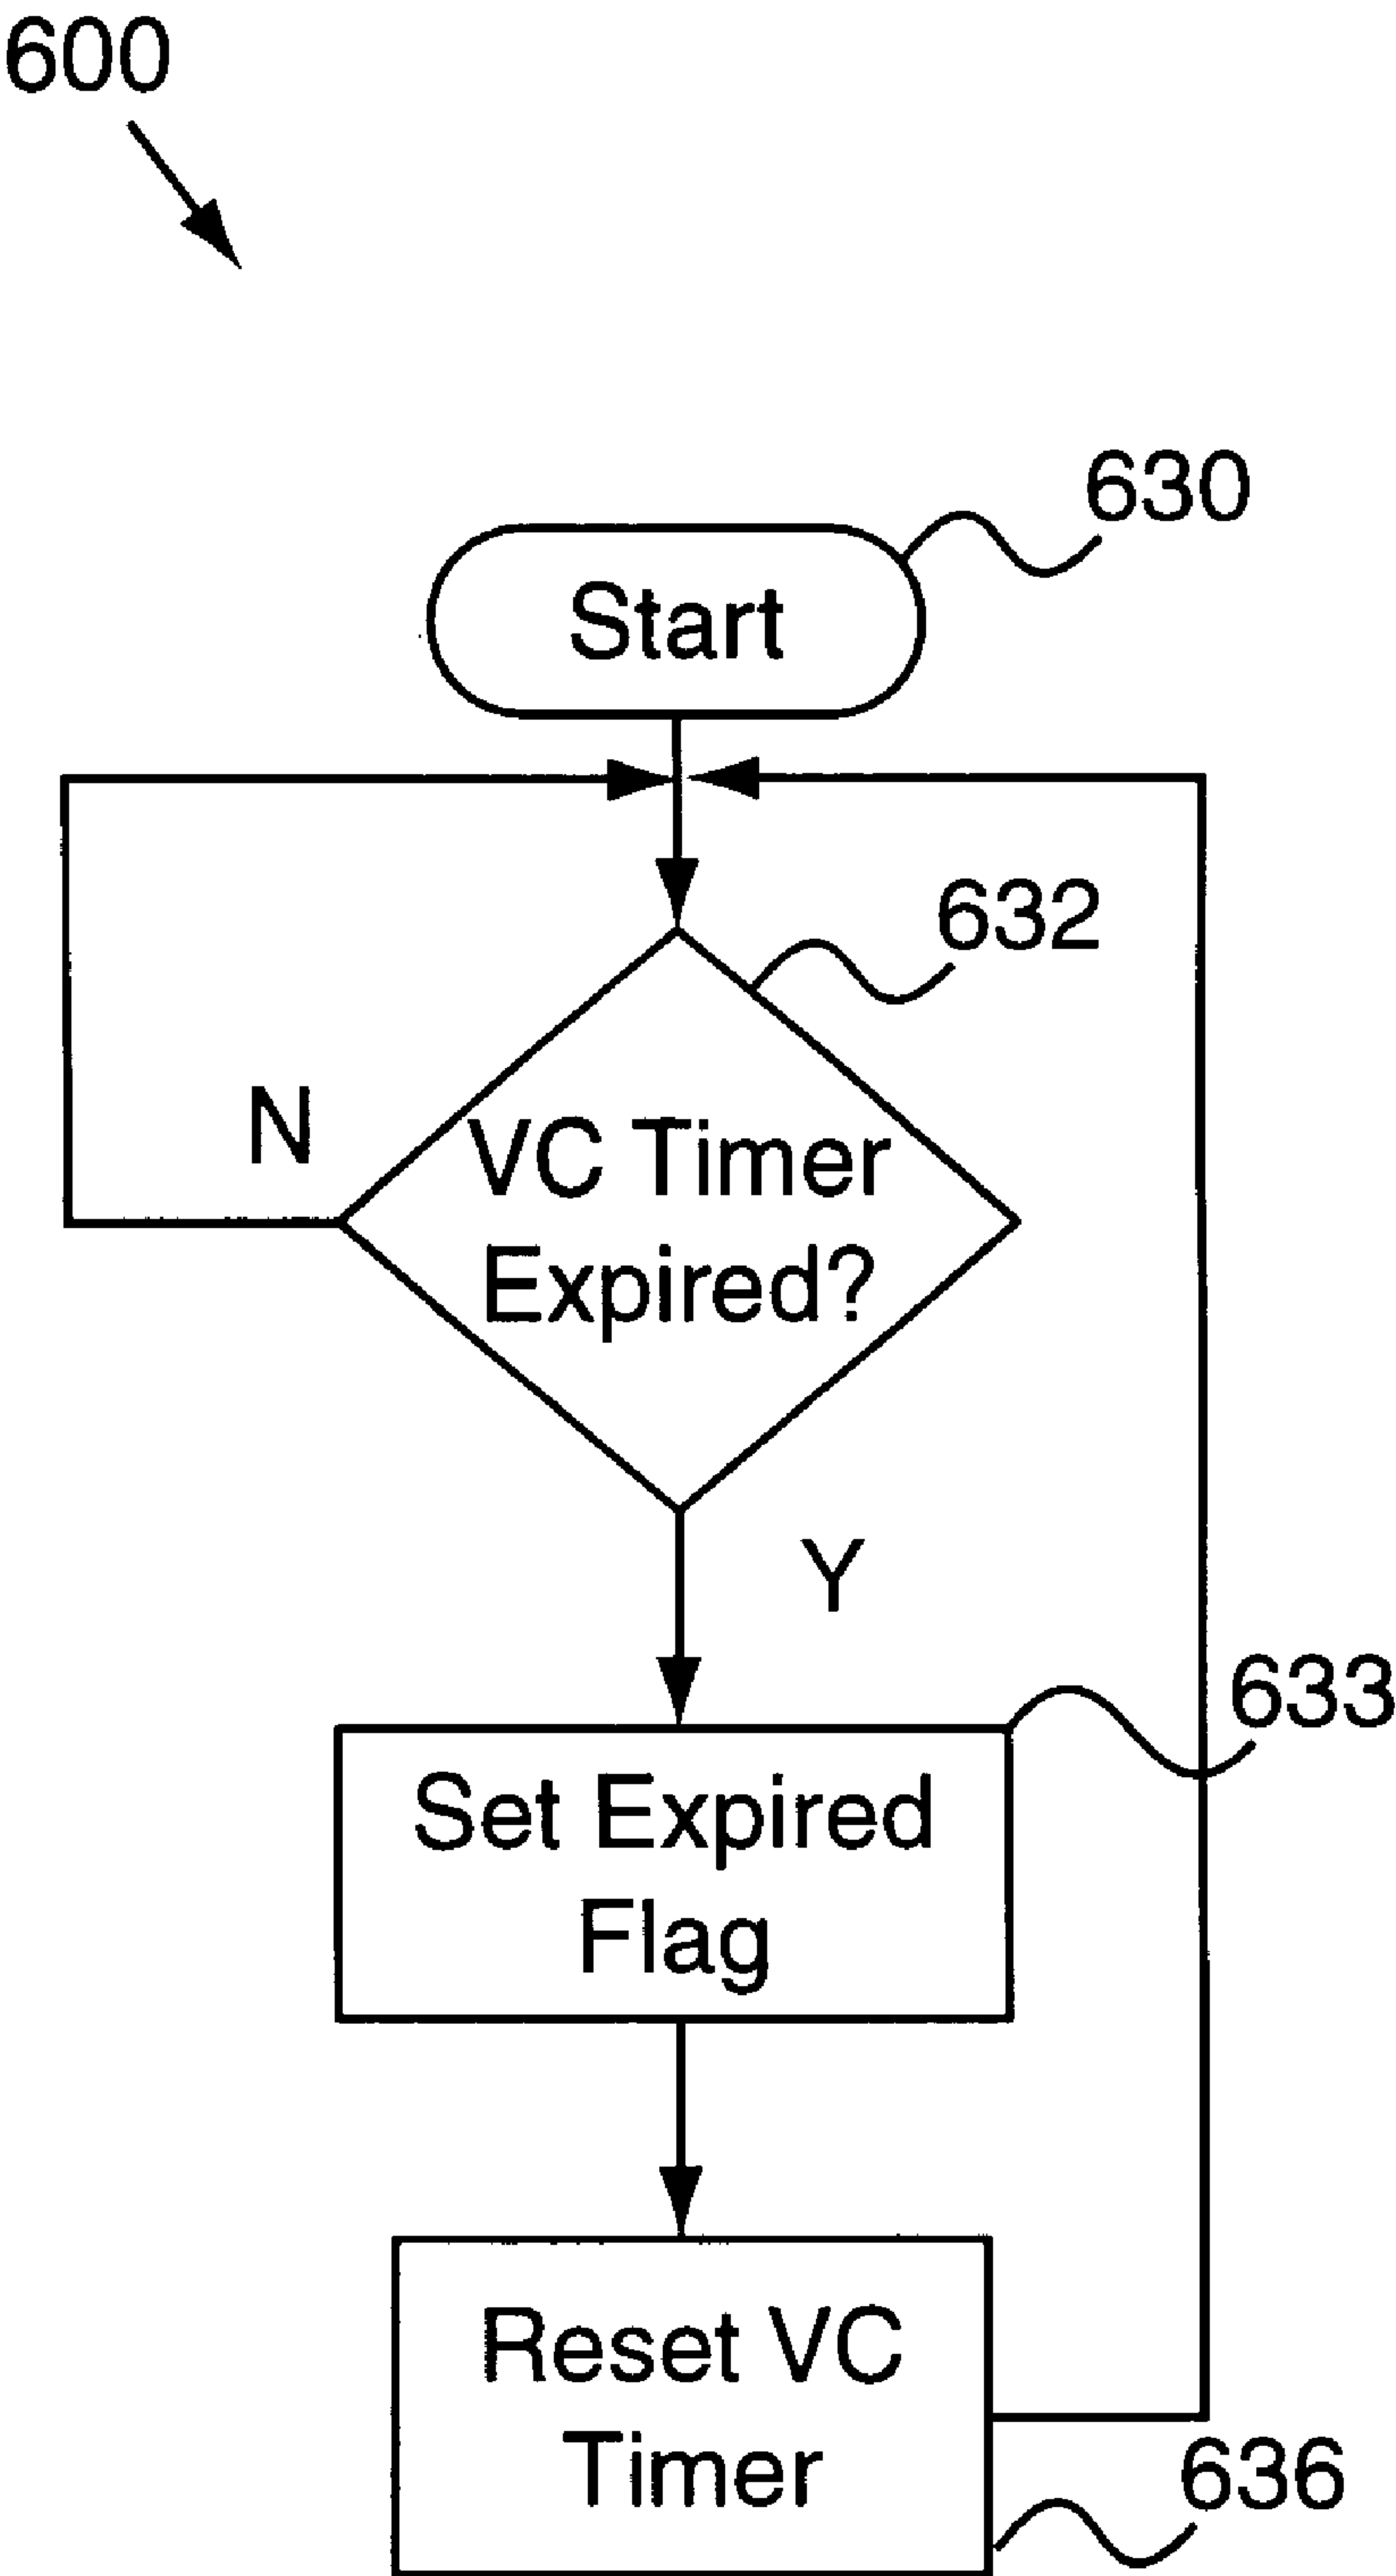 600
630
Start
632
N
VC Timer
Expired?
Y
633
Set Expired
Flag
Reset VC
Timer
636